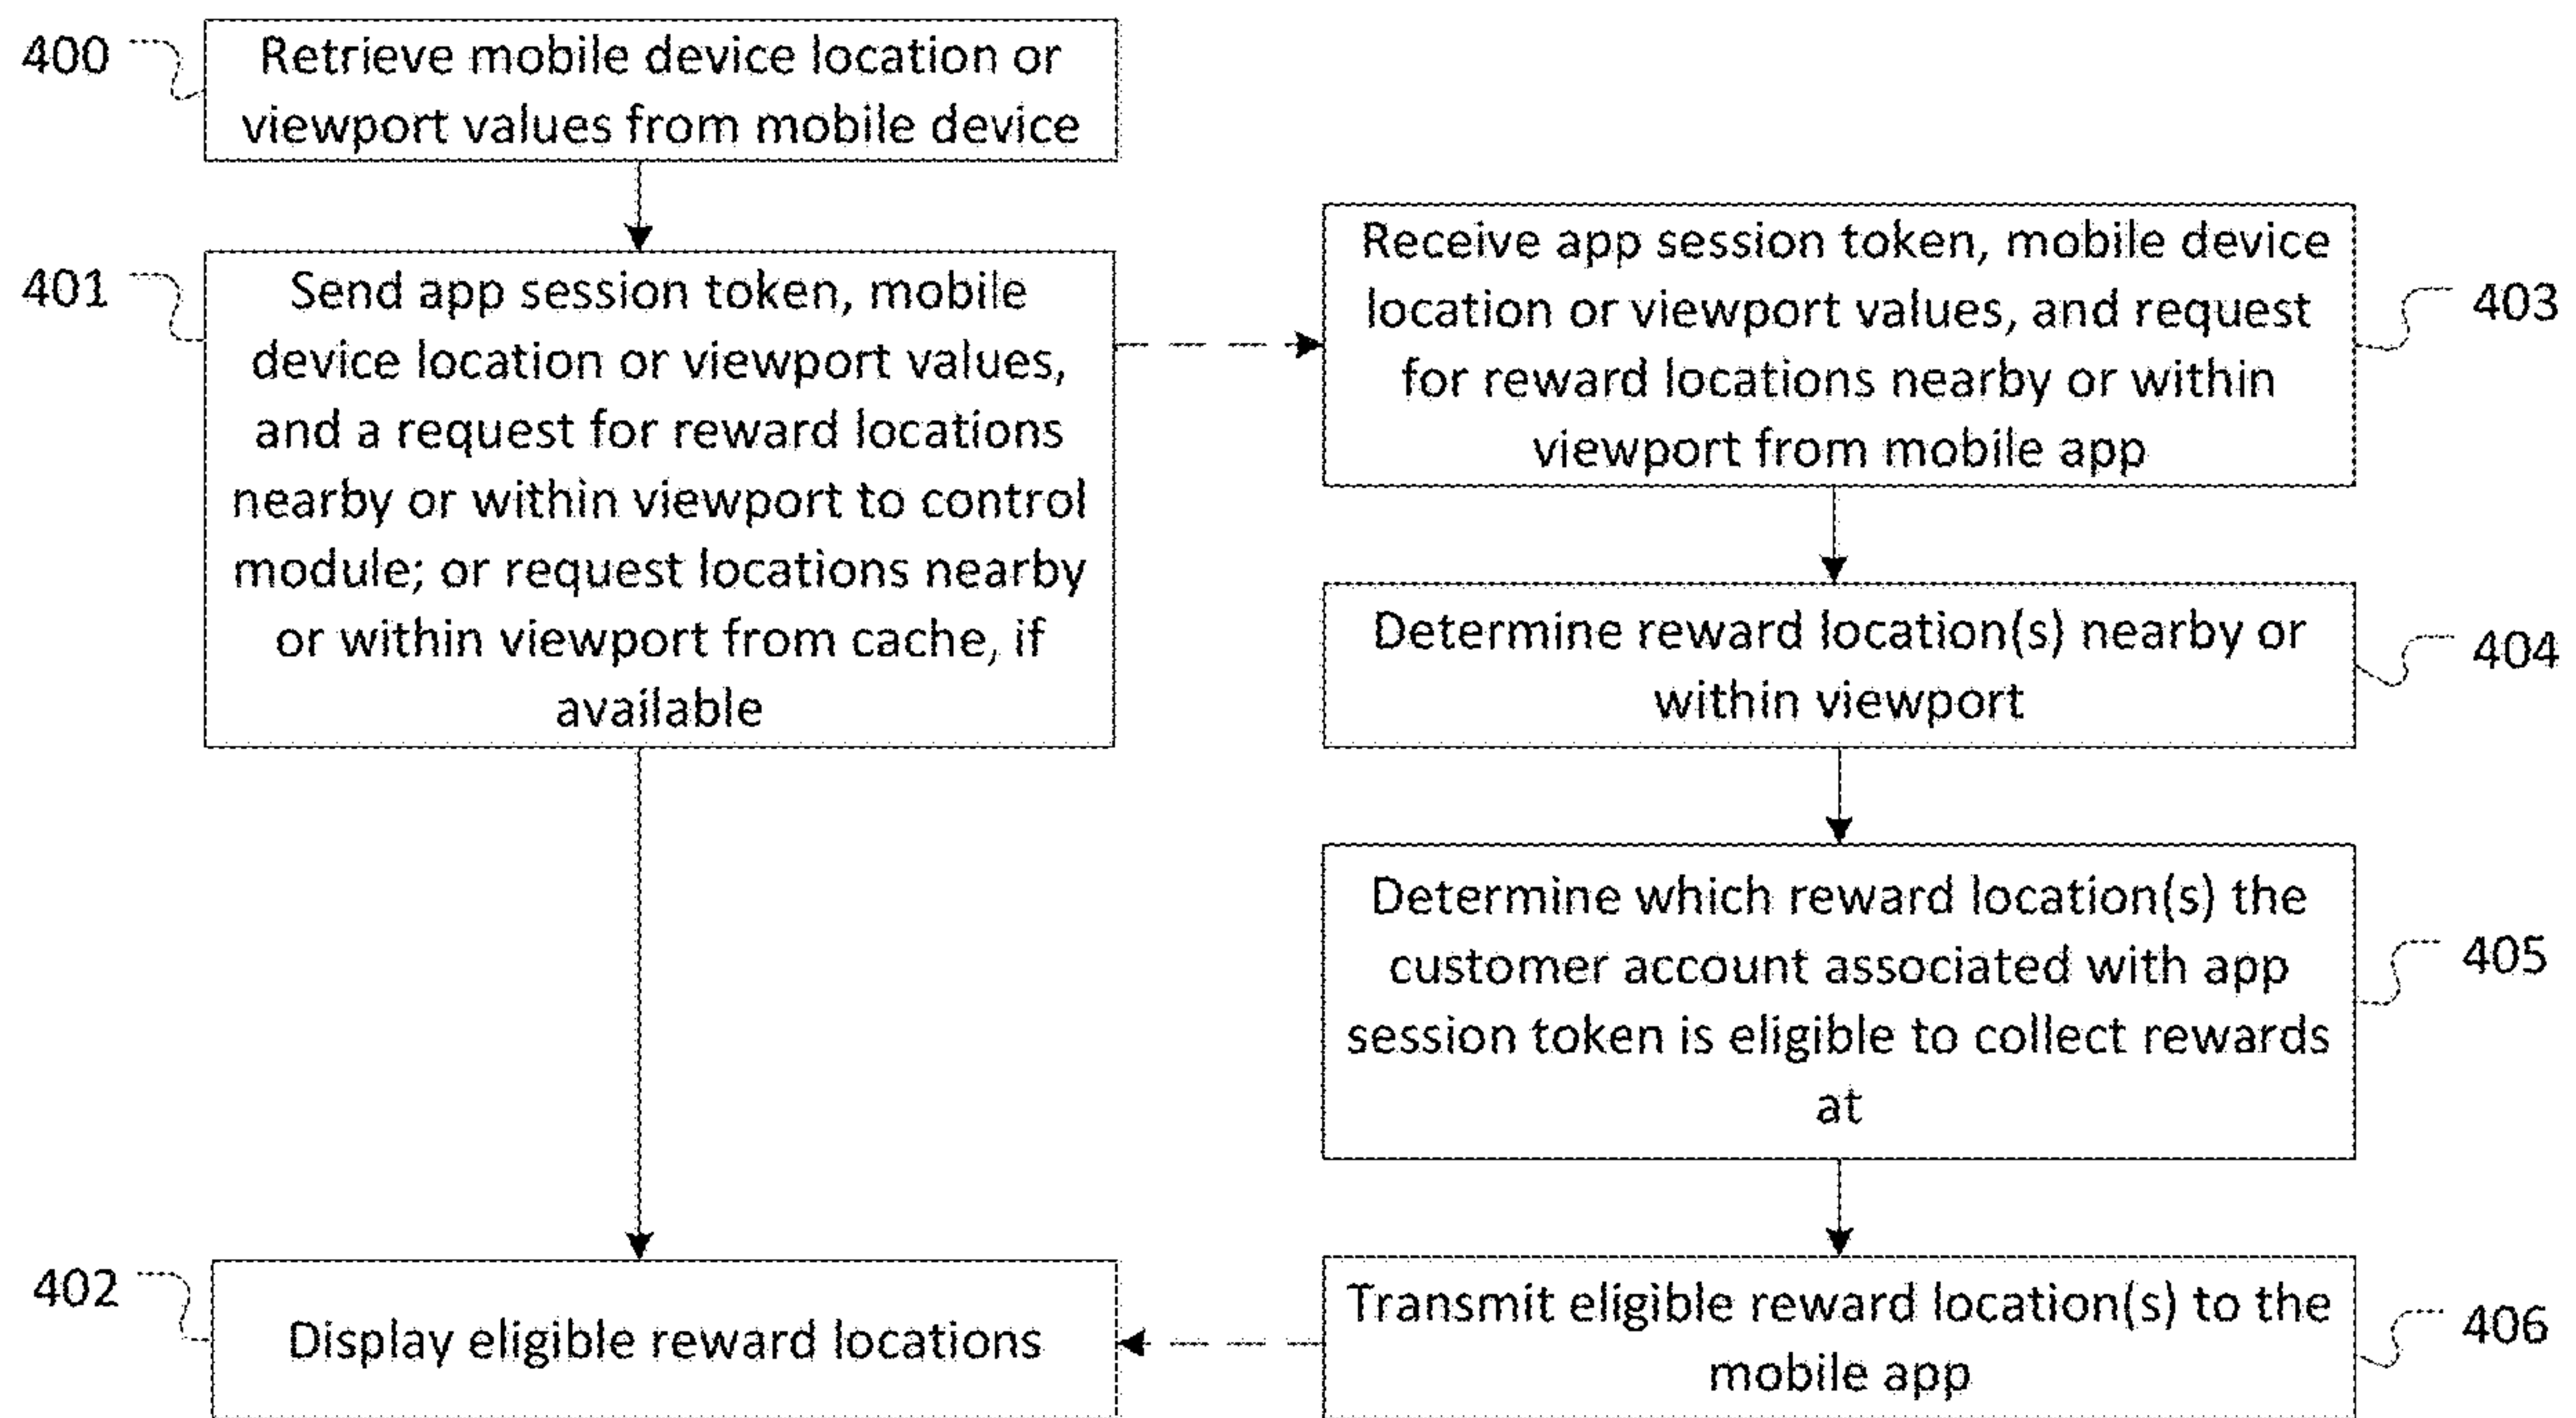 400
Retrieve mobile device location or
viewport values from mobile device
401
Send app session token, mobile
device location or viewport values,
and a request for reward locations
nearby or within viewport to control
module; or request locations nearby
or within viewport from cache, if
available
402
Display eligible reward locations
Receive app session token, mobile device
location or viewport values, and request
for reward locations nearby or within
viewport from mobile app
403
Determine reward location(s) nearby or
within viewport
404
Determine which reward location(s) the
customer account associated with app
session token is eligible to collect rewards
at
405
Transmit eligible reward location(s) to the
mobile app
406